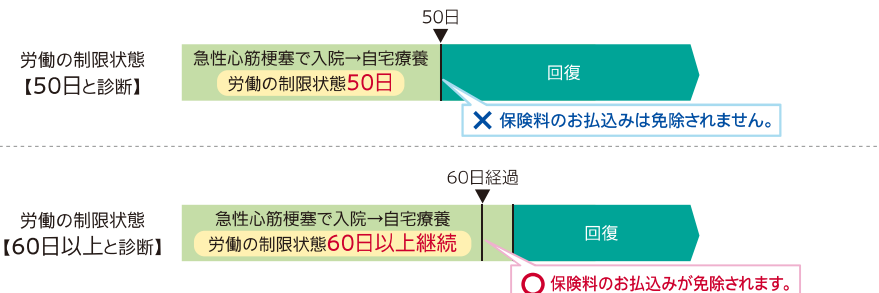 50日
労働の制限状態
【50日と診断】
急性心筋梗塞で入院→自宅療養
労働の制限状態50日
回復
× 保険料のお払込みは免除されません。
60日経過
労働の制限状態
【60日以上と診断】
急性心筋梗塞で入院→自宅療養
労働の制限状態60日以上継続
回復
○ 保険料のお払込みが免除されます。